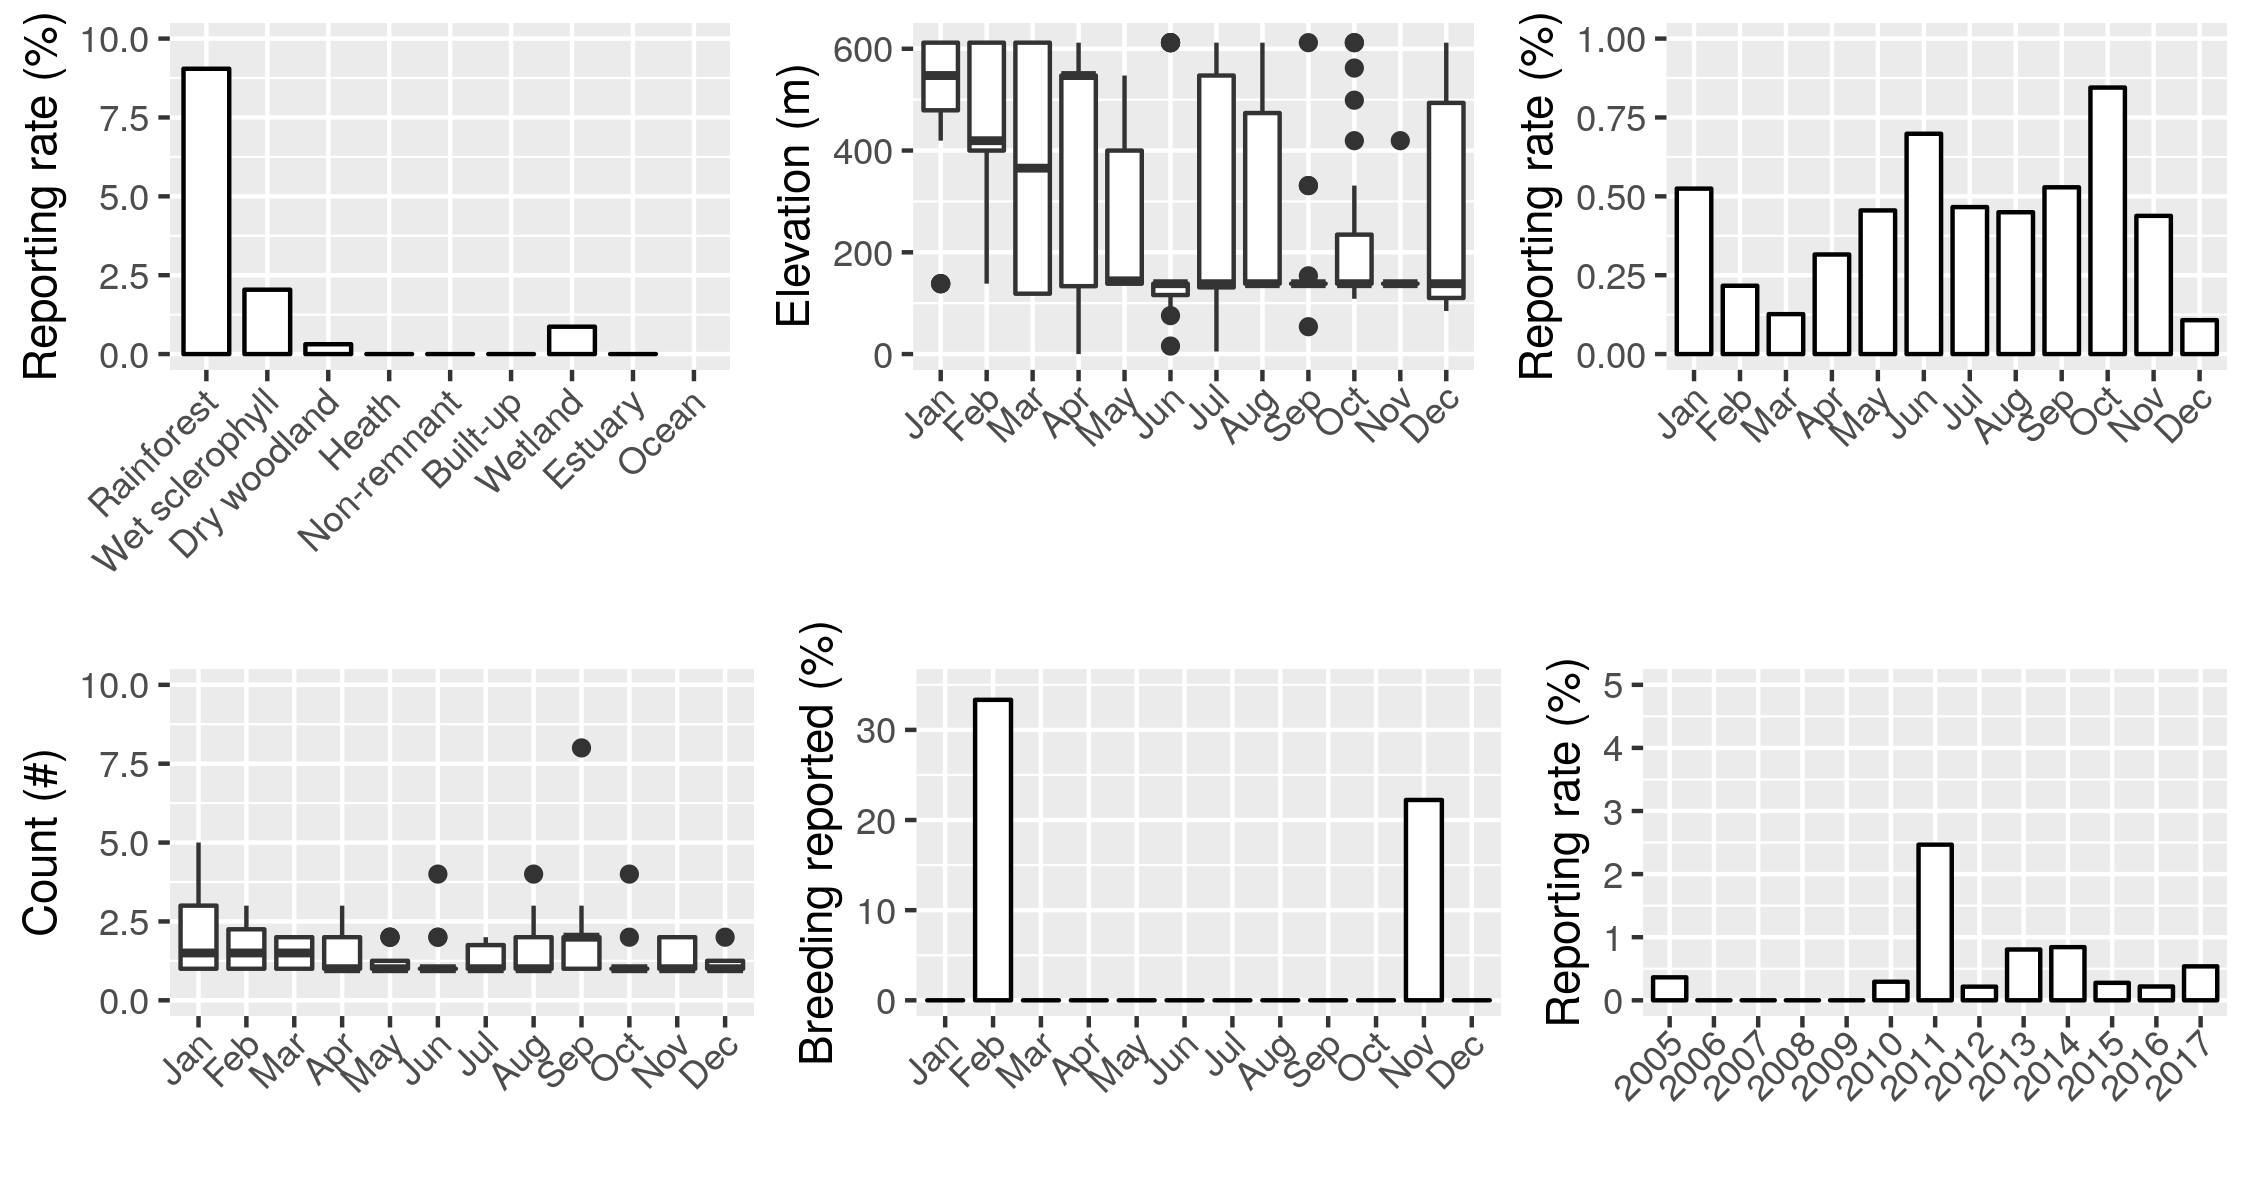 Reporting rate (%)
10.0
7.5
5.0
2.5
0.0
Rainforest
Wet sclerophyll
Dry woodland
Heath
Non-remnant
Built-up
Wetland
Estuary
Ocean
Elevation (m)
600
400
200
0
Jan
Feb
Mar
Apr
May
Jun
Jul
Aug
Sep
Oct
Nov
Dec
Reporting rate (%)
1.00
0.75
0.50
0.25
0.00
Jan
Feb
Mar
Apr
May
Jun
Jul
Aug
Sep
Oct
Nov
Dec
Count (#)
10.0
7.5
5.0
2.5
0.0
Jan
Feb
Mar
Apr
May
Jun
Jul
Aug
Sep
Oct
Nov
Dec
Breeding reported (%)
30
20
10
0
Jan
Feb
Mar
Apr
May
Jun
Jul
Aug
Sep
Oct
Nov
Dec
Reporting rate (%)
5
4
3
2
1
0
2005
2006
2007
2008
2009
2010
2011
2012
2013
2014
2015
2016
2017